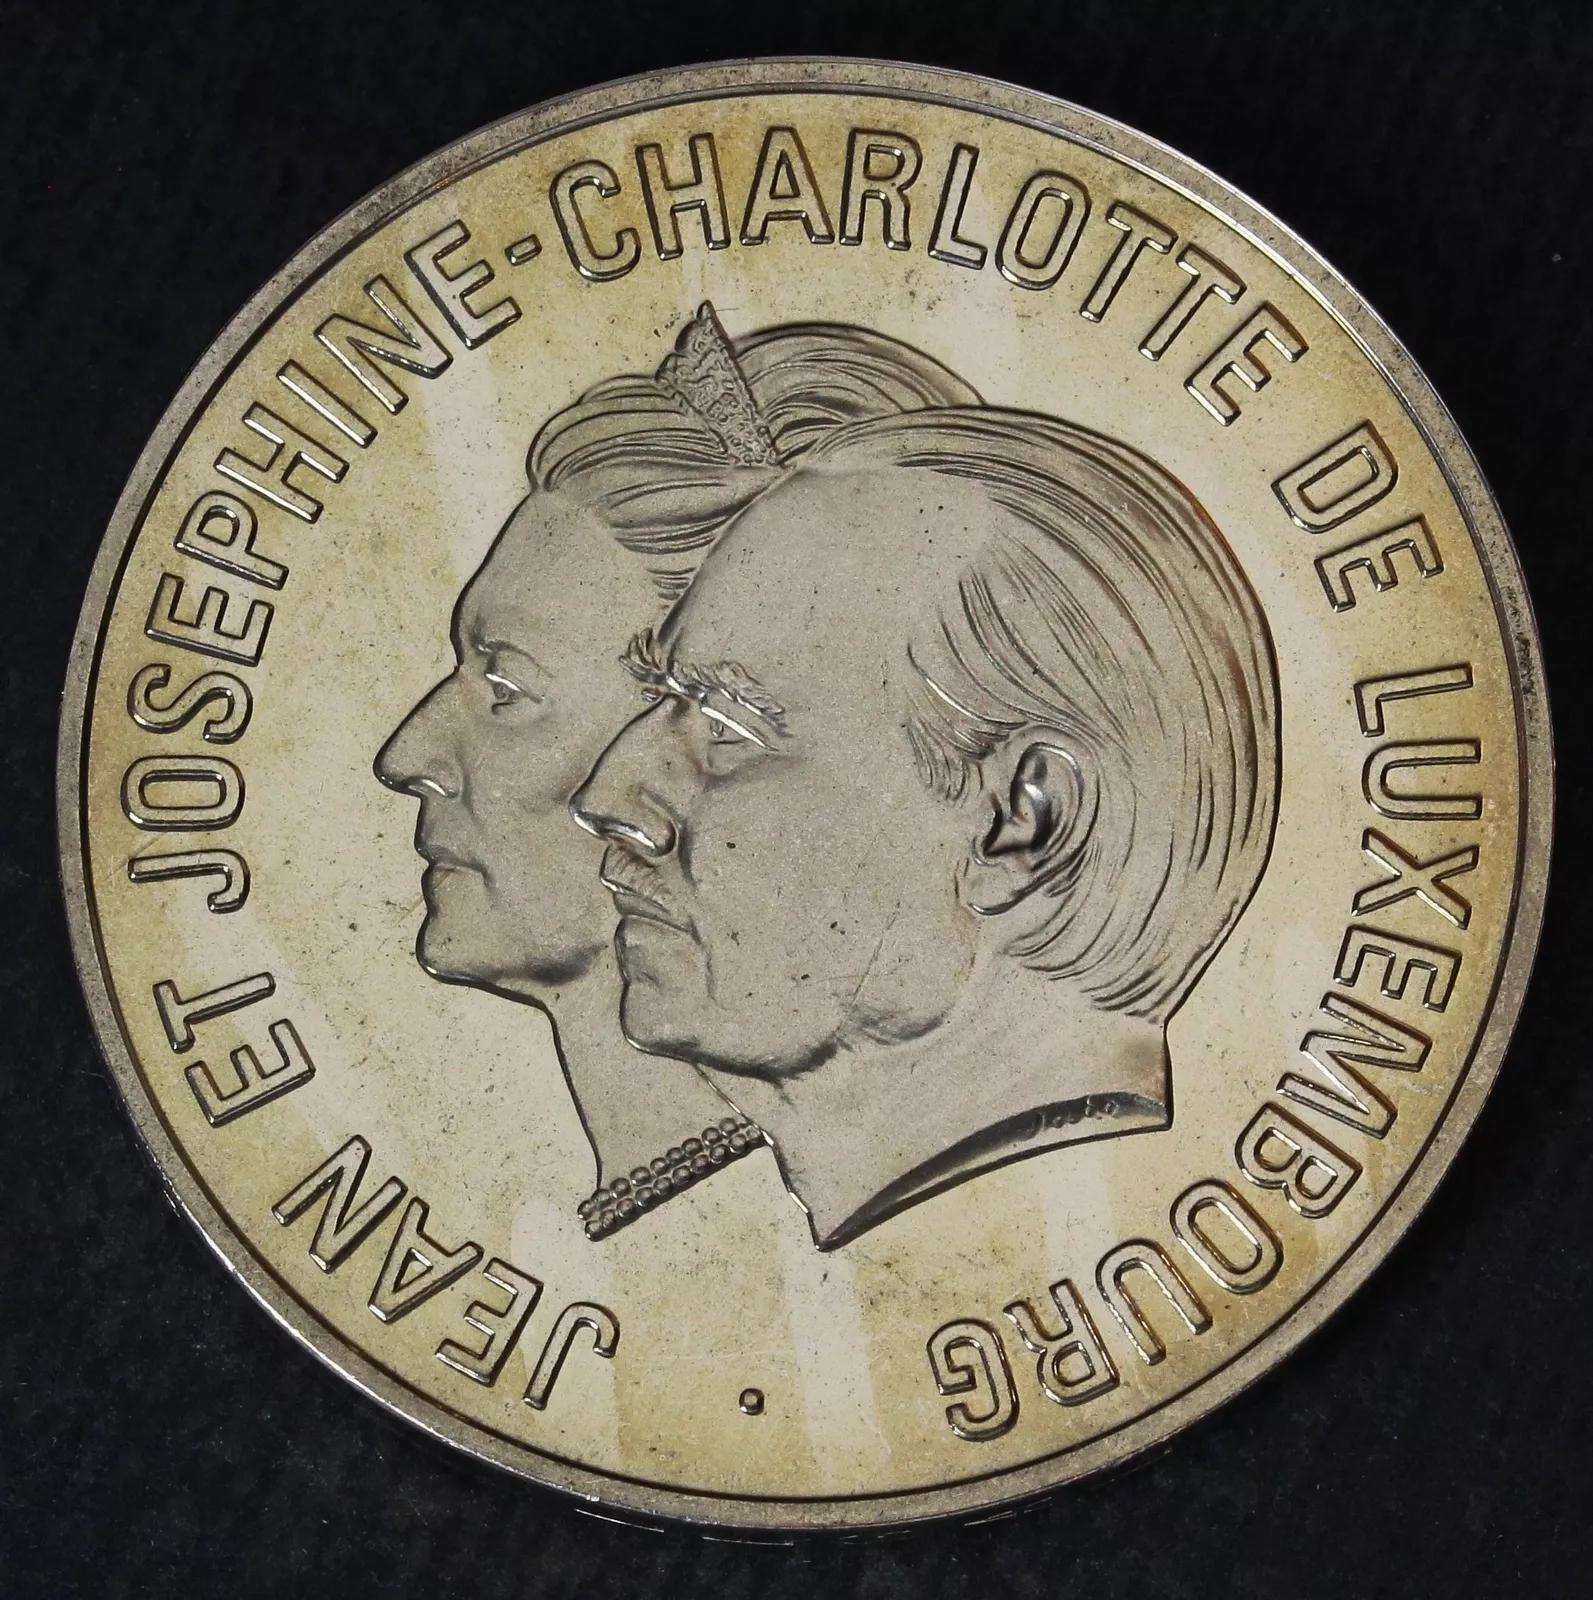 JEAN ET JOSEPHINE-CHARLOTTE DE LUXEMBOURG •